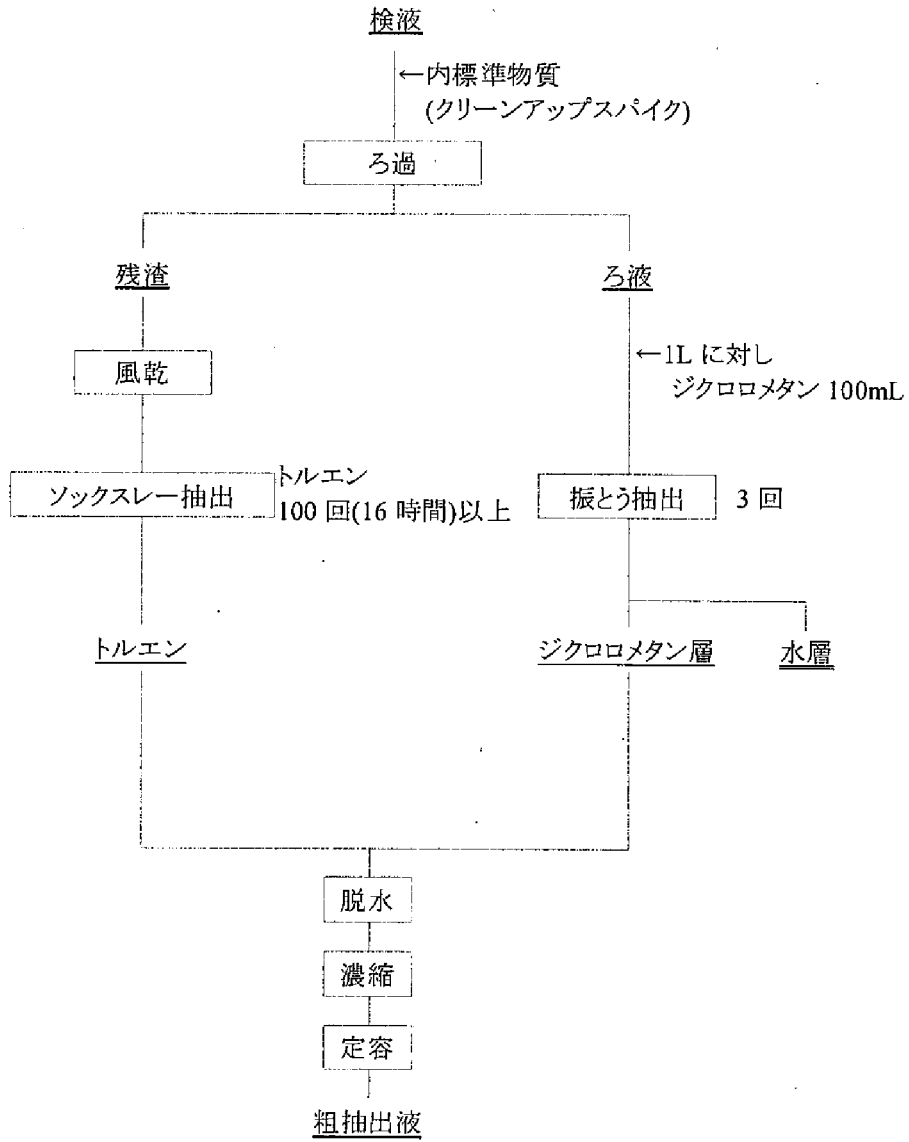 検液
←内標準物質
(クリーンアップスパイク)
ろ過
残渣
ろ液
風乾
←1L に対し
ジクロロメタン 100mL
ソックスレー抽出
トルエン
100 回(16 時間)以上
振とう抽出
3 回
トルエン
ジクロロメタン層
水層
脱水
濃縮
定容
粗抽出液